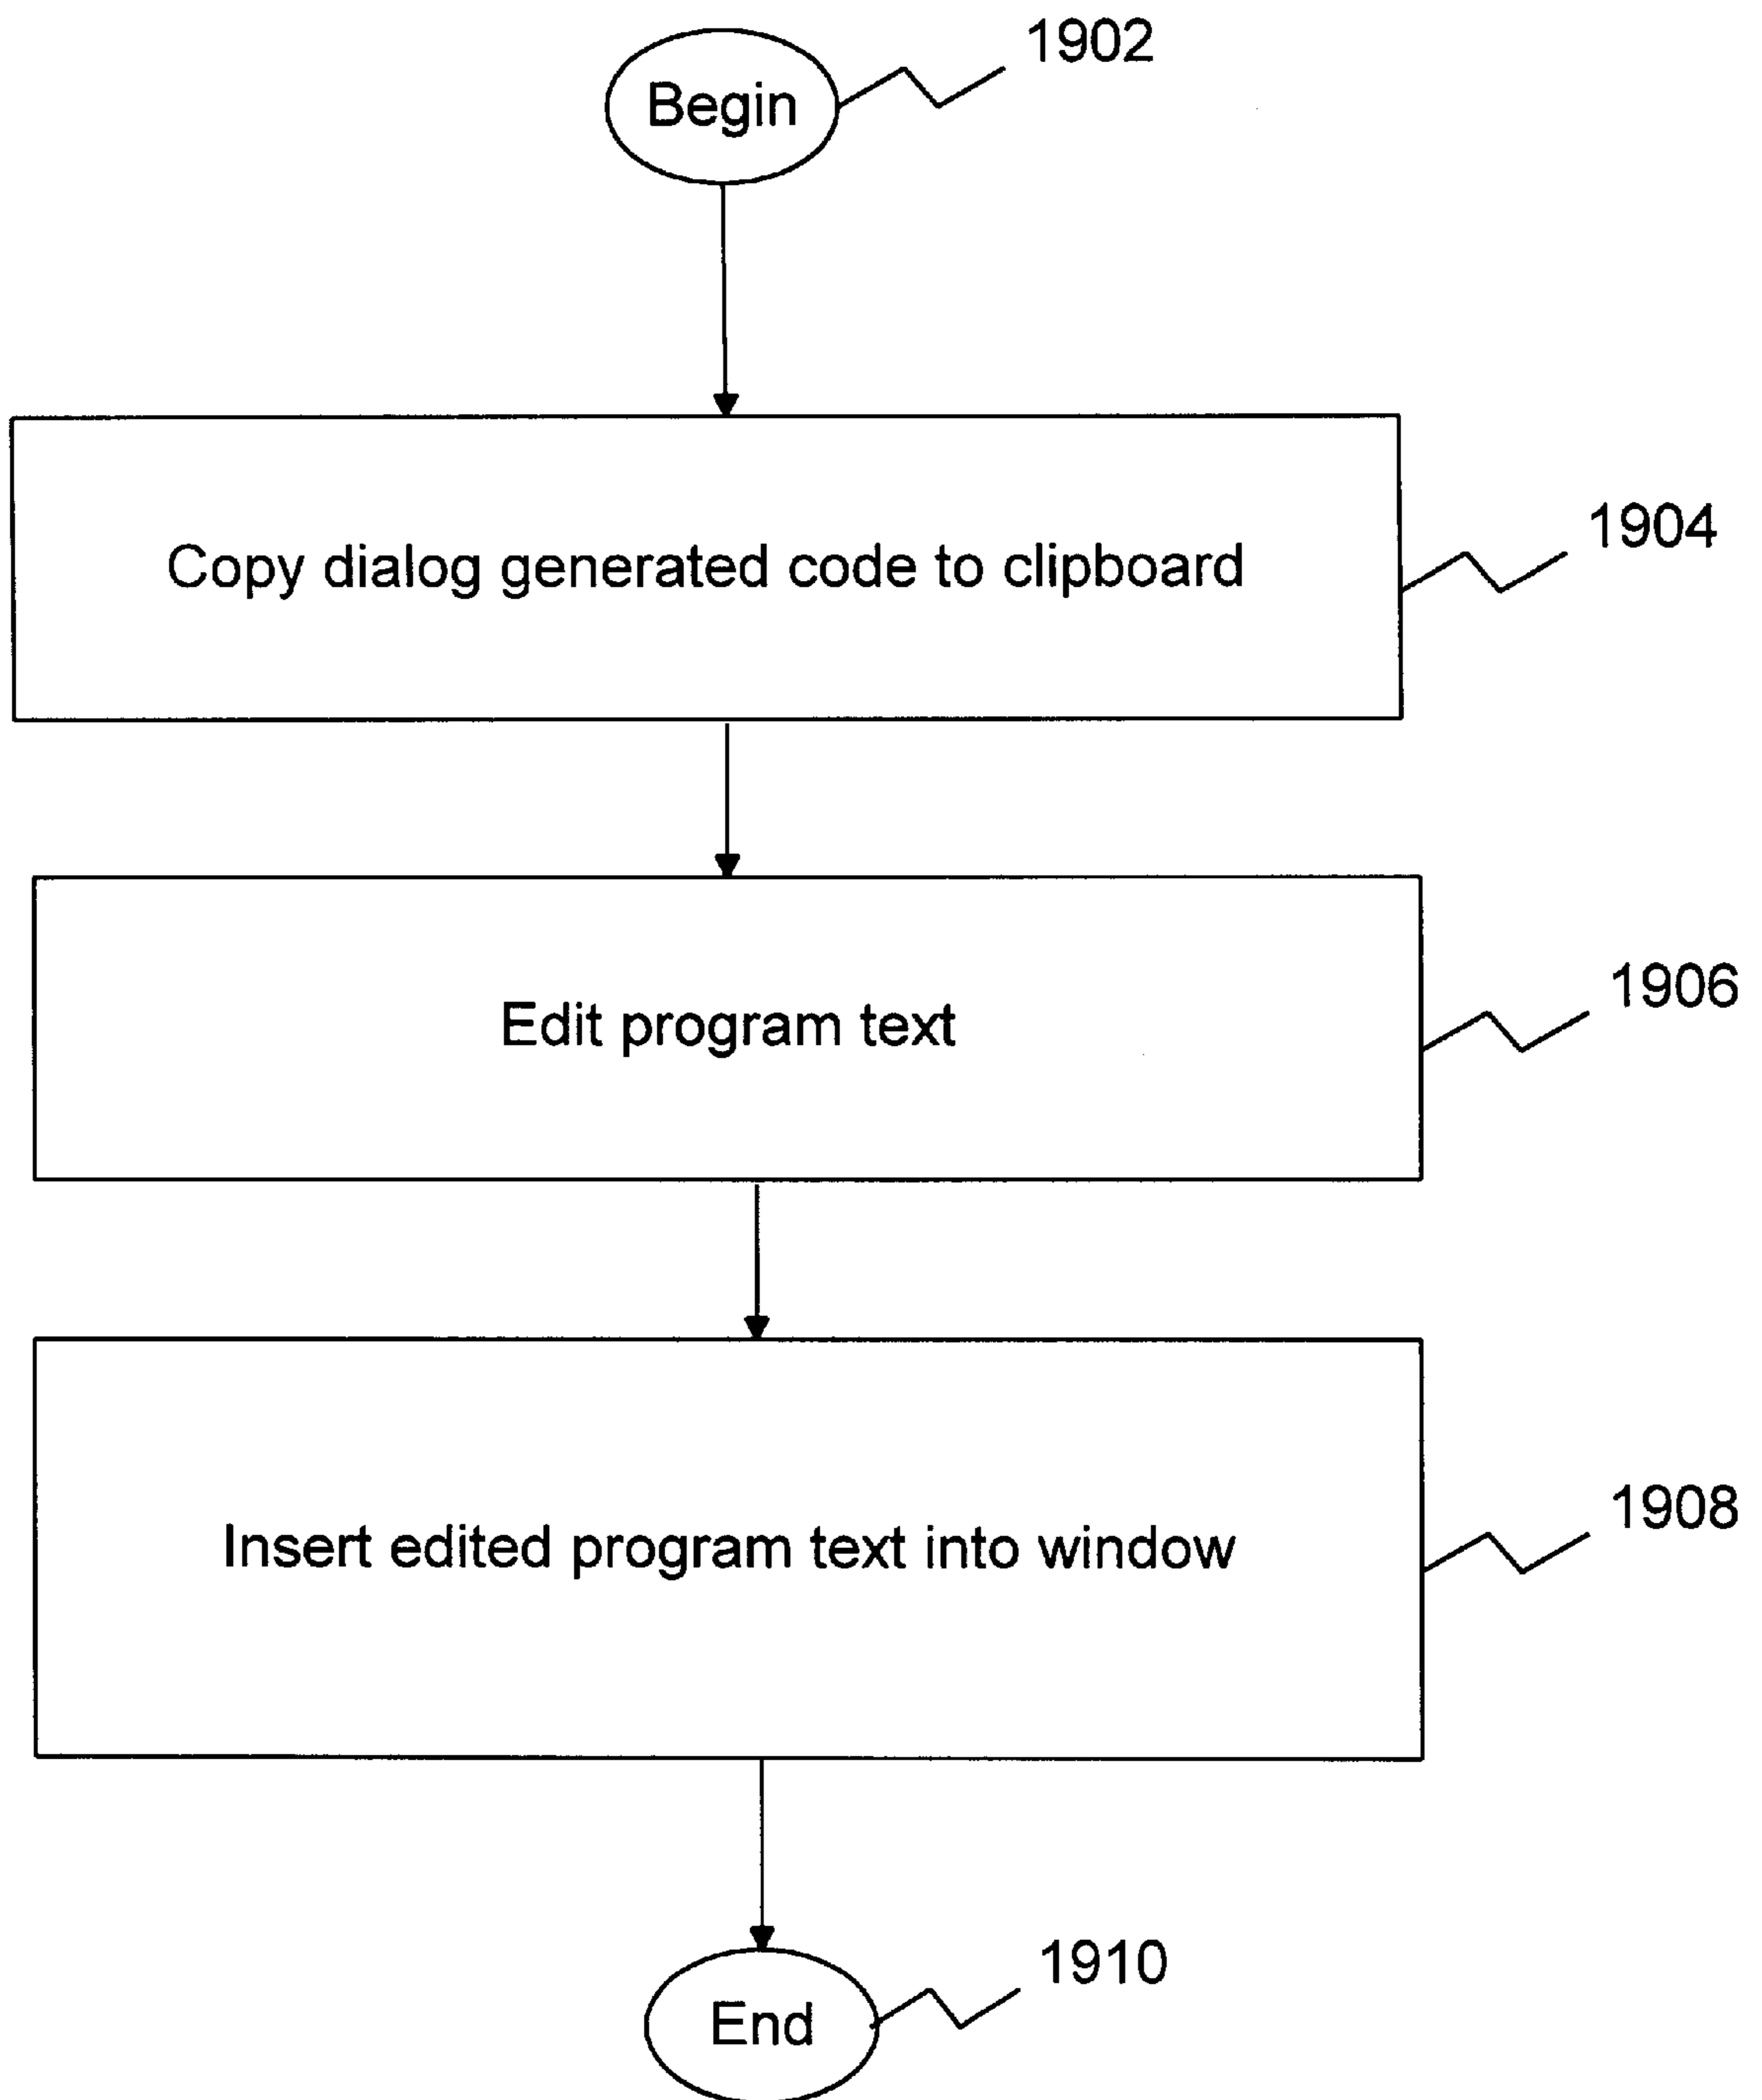 1902
Begin
1904
Copy dialog generated code to clipboard
1906
Edit program text
1908
Insert edited program text into window
1910
End